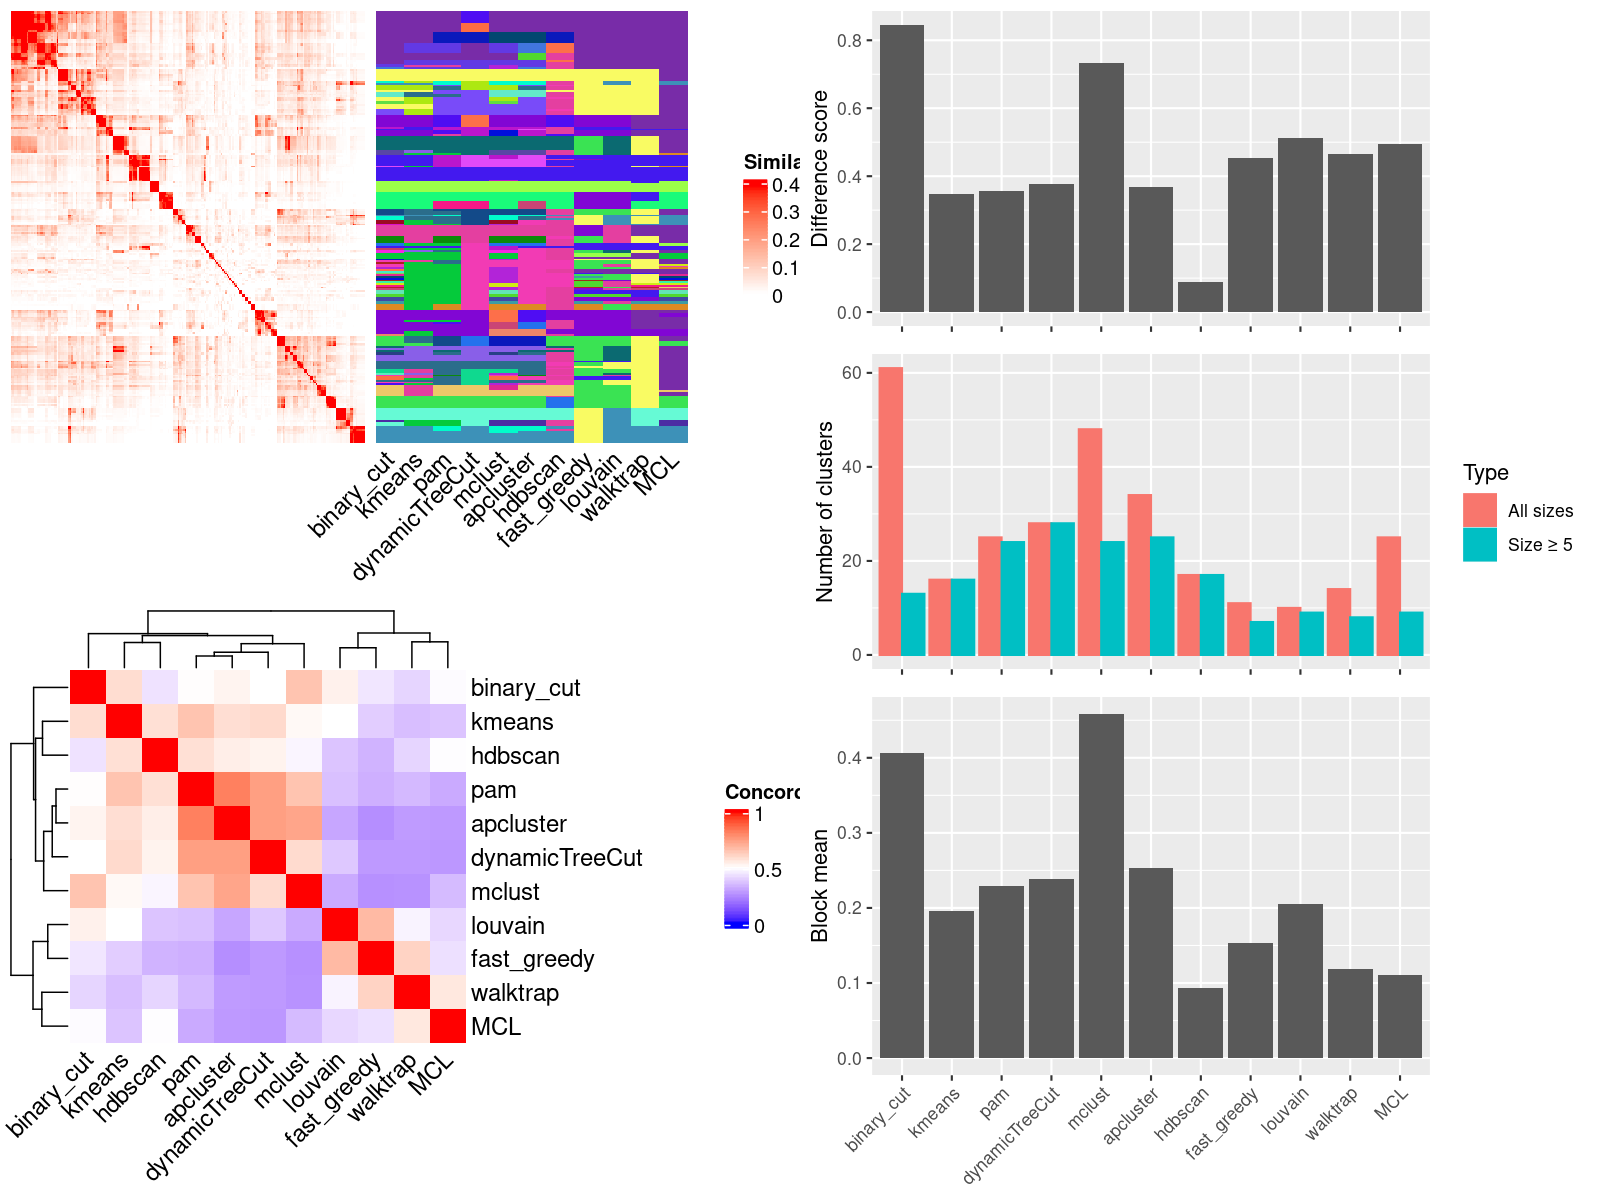 Simila
0.4
0.3
0.2
0.1
0
binary_cut
kmeans
pam
dynamicTreeCut
mclust
apcluster
hdbscan
fast_greedy
louvain
walktrap
MCL
binary_cut
kmeans
hdbscan
pam
apcluster
dynamicTreeCut
mclust
louvain
fast_greedy
walktrap
MCL
binary_cut
kmeans
hdbscan
pam
apcluster
dynamicTreeCut
mclust
louvain
fast_greedy
walktrap
MCL
Concord
1
0.5
0
Difference score
0.8
0.6
0.4
0.2
0.0
Number of clusters
60
40
20
0
Type
All sizes
Size ≥ 5
Block mean
0.4
0.3
0.2
0.1
0.0
binary_cut
kmeans
pam
dynamicTreeCut
mclust
apcluster
hdbscan
fast_greedy
louvain
walktrap
MCL